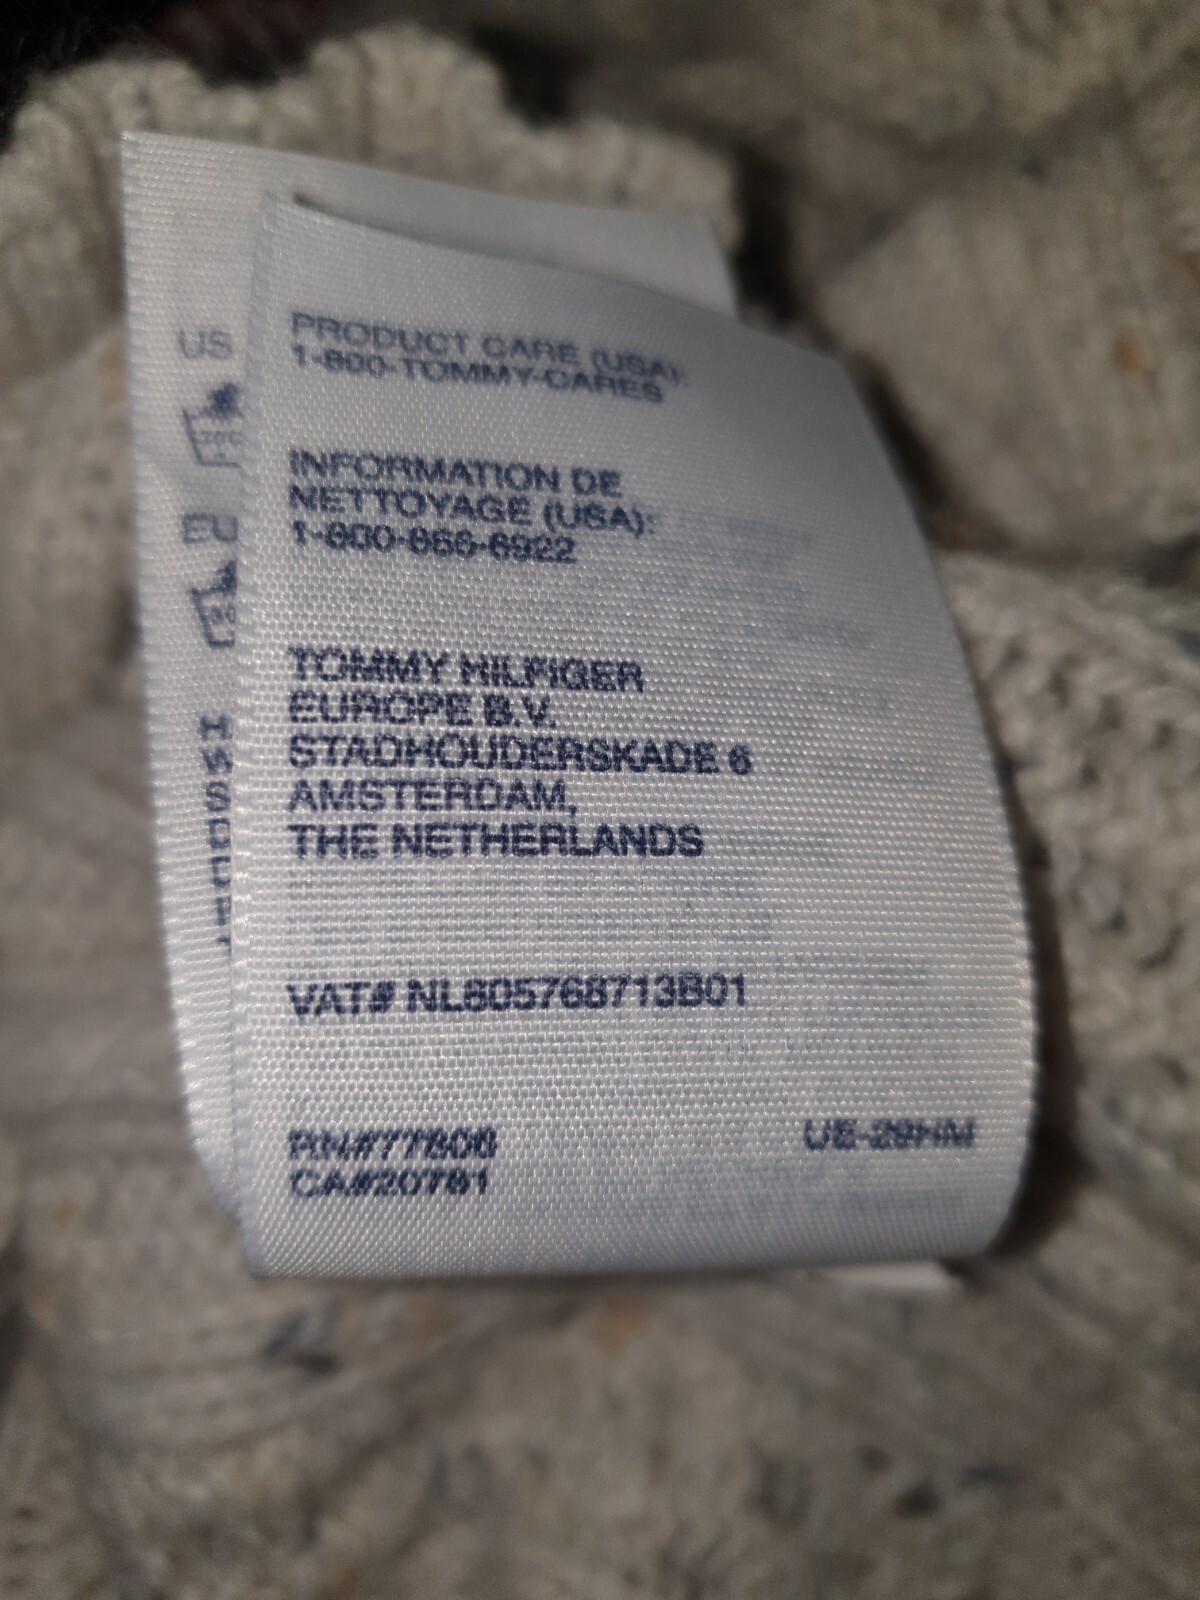 US
EU
PRODUCT CARE (USA):
1-800-TOMMY-CARES
INFORMATION DE
NETTOYAGE (USA):
1-800-866-6922
TOMMY HILFIGER
EUROPE B.V.
STADHOUDERSKADE 6
AMSTERDAM,
THE NETHERLANDS
VAT# NL805768713B01
RN#77806
CA#20781
UE-29HM